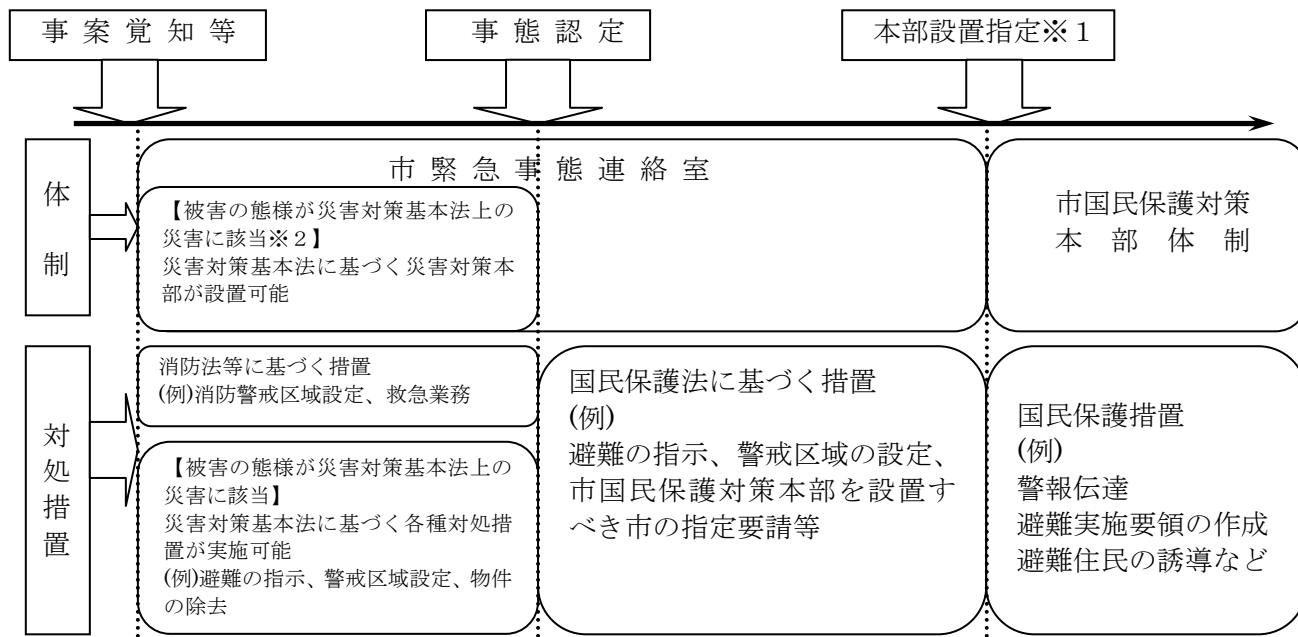 事案覚知等
事態認定
本部設置指定※１
体制
市緊急事態連絡室
【被害の態様が災害対策基本法上の
災害に該当※２】
災害対策基本法に基づく災害対策本
部が設置可能
市国民保護対策
本部体制
対処措置
消防法等に基づく措置
(例)消防警戒区域設定、救急業務
【被害の態様が災害対策基本法上の
災害に該当】
災害対策基本法に基づく各種対処措
置が実施可能
(例)避難の指示、警戒区域設定、物件
の除去
国民保護法に基づく措置
(例)
避難の指示、警戒区域の設定、
市国民保護対策本部を設置す
べき市の指定要請等
国民保護措置
(例)
警報伝達
避難実施要領の作成
避難住民の誘導など